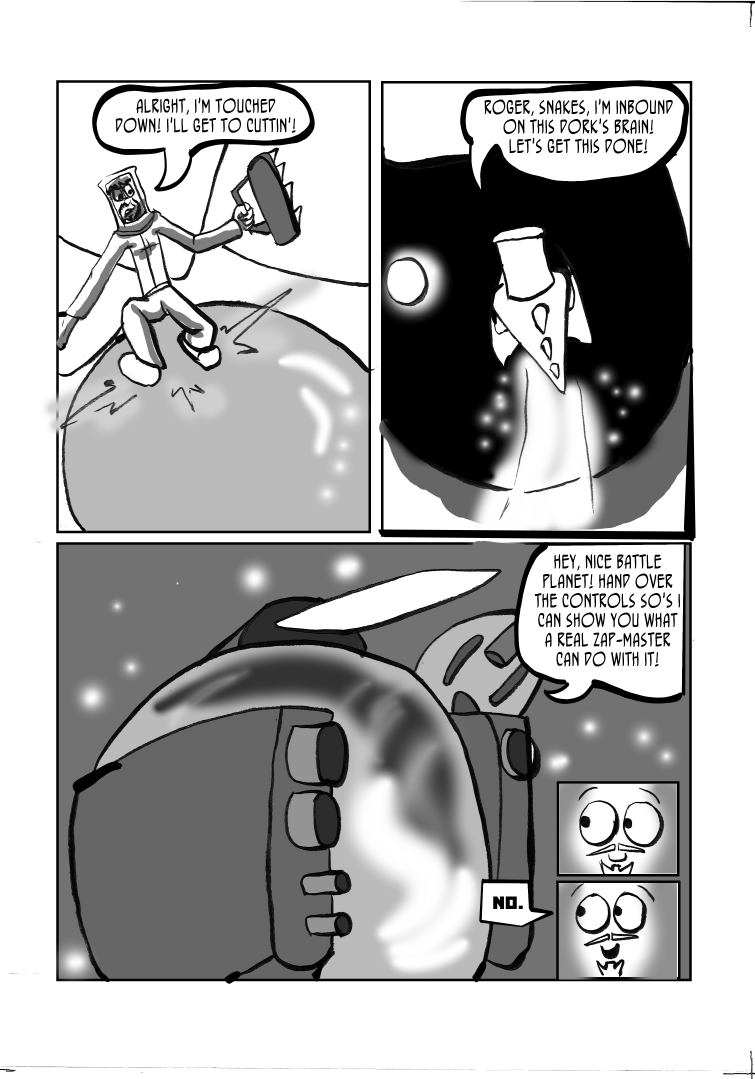 ALRIGHT, I'M TOUCHED
DOWN! I'LL GET TO CUTTIN'!
ROGER, SNAKES, I'M INBOUND
ON THIS DORK'S BRAIN!
LET'S GET THIS DONE!
HEY, NICE BATTLE
PLANET! HAND OVER
THE CONTROLS SO'S I
CAN SHOW YOU WHAT
A REAL ZAP-MASTER
CAN DO WITH IT!
NO.